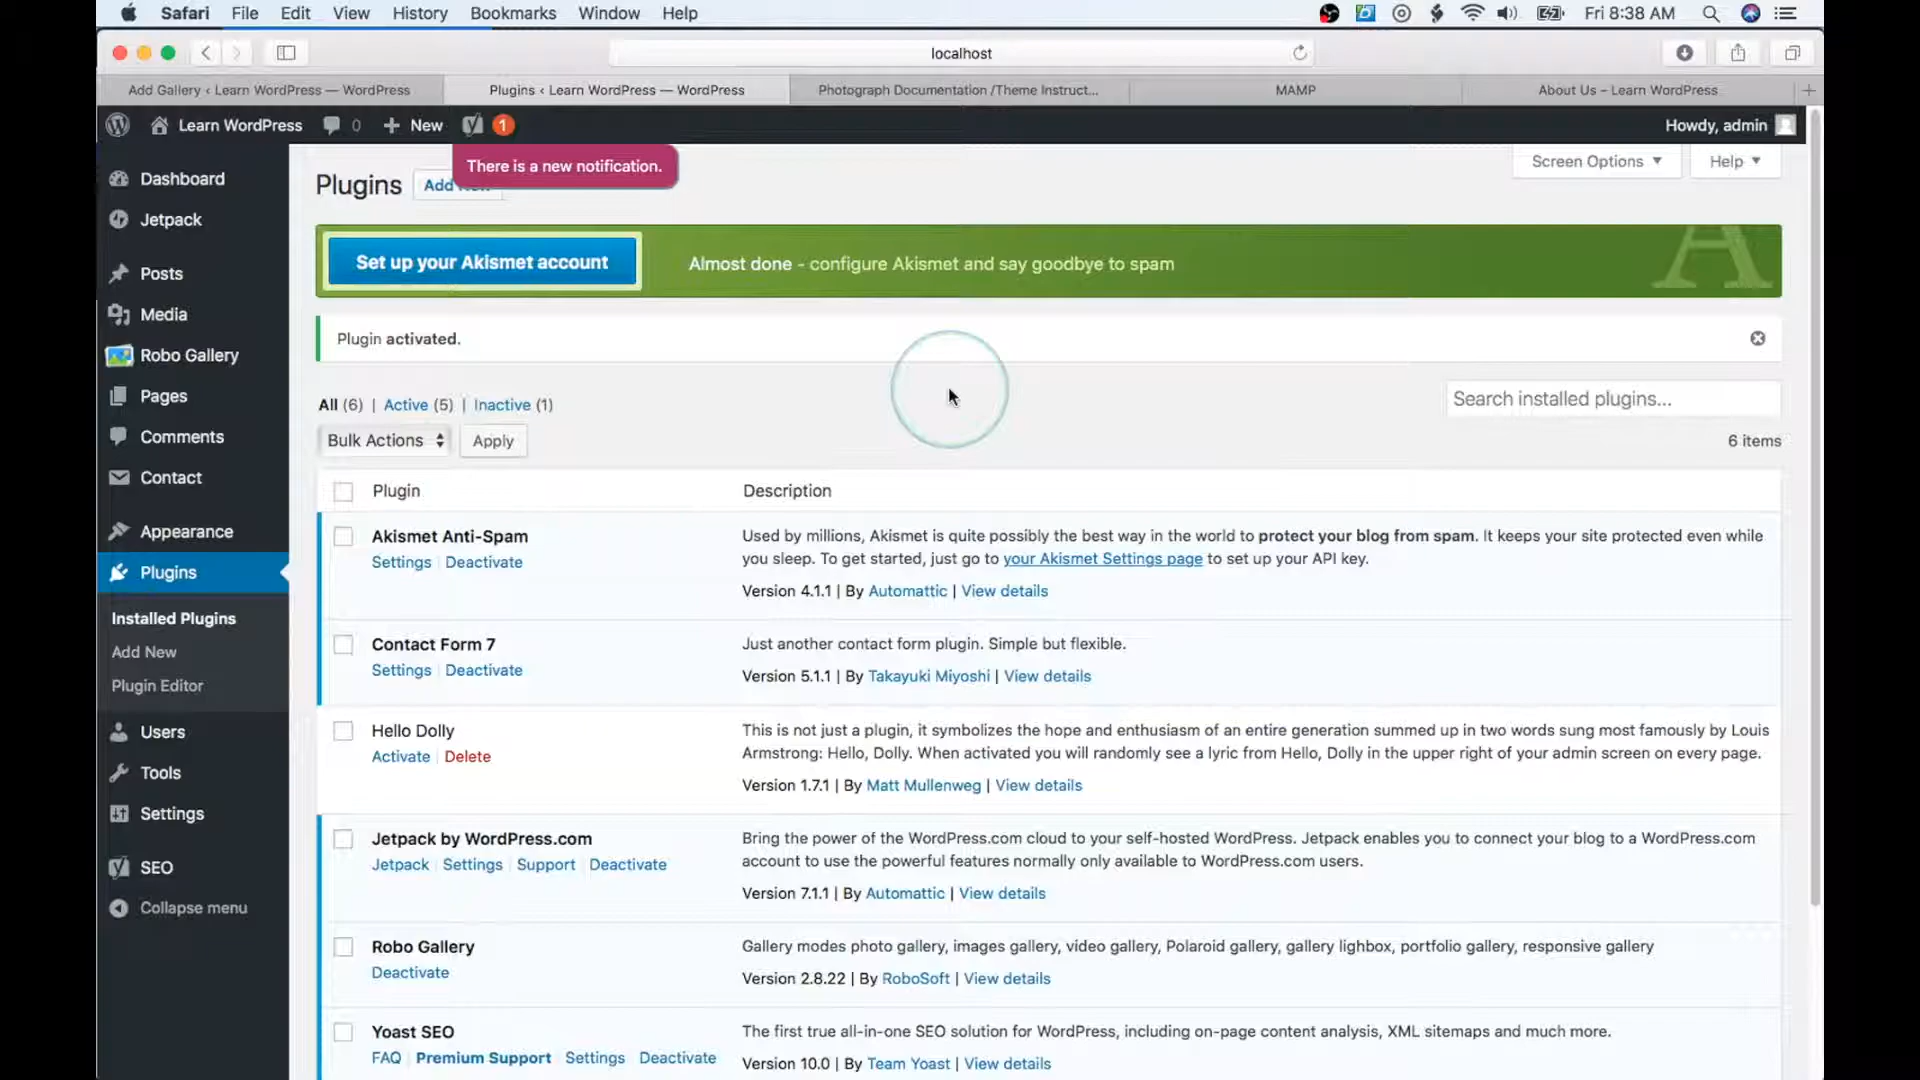 Safari File Edit View History Bookmarks Window Help Fri 8:38 AM
localhost
Add Gallery ‹ Learn WordPress — WordPress Plugins ‹ Learn WordPress — WordPress Photograph Documentation /Theme Instruct... MAMP About Us – Learn WordPress
Learn WordPress 0 + New 1 Howdy, admin
There is a new notification.
Screen Options Help
Plugins
Set up your Akismet account Almost done - configure Akismet and say goodbye to spam
Plugin activated.
All (6) | Active (5) | Inactive (1)
Search installed plugins...
Bulk Actions Apply 6 items
Plugin Description
Akismet Anti-Spam
Settings | Deactivate
Used by millions, Akismet is quite possibly the best way in the world to protect your blog from spam. It keeps your site protected even while
you sleep. To get started, just go to your Akismet Settings page to set up your API key.
Version 4.1.1 | By Automattic | View details
Contact Form 7
Settings | Deactivate
Just another contact form plugin. Simple but flexible.
Version 5.1.1 | By Takayuki Miyoshi | View details
Hello Dolly
Activate | Delete
This is not just a plugin, it symbolizes the hope and enthusiasm of an entire generation summed up in two words sung most famously by Louis
Armstrong: Hello, Dolly. When activated you will randomly see a lyric from Hello, Dolly in the upper right of your admin screen on every page.
Version 1.7.1 | By Matt Mullenweg | View details
Jetpack by WordPress.com
Jetpack | Settings | Support | Deactivate
Bring the power of the WordPress.com cloud to your self-hosted WordPress. Jetpack enables you to connect your blog to a WordPress.com
account to use the powerful features normally only available to WordPress.com users.
Version 7.1.1 | By Automattic | View details
Robo Gallery
Deactivate
Gallery modes photo gallery, images gallery, video gallery, Polaroid gallery, gallery lighbox, portfolio gallery, responsive gallery
Version 2.8.22 | By RoboSoft | View details
Yoast SEO
FAQ | Premium Support | Settings | Deactivate
The first true all-in-one SEO solution for WordPress, including on-page content analysis, XML sitemaps and much more.
Version 10.0 | By Team Yoast | View details
Dashboard
Jetpack
Posts
Media
Robo Gallery
Pages
Comments
Contact
Appearance
Plugins
Installed Plugins
Add New
Plugin Editor
Users
Tools
Settings
SEO
Collapse menu